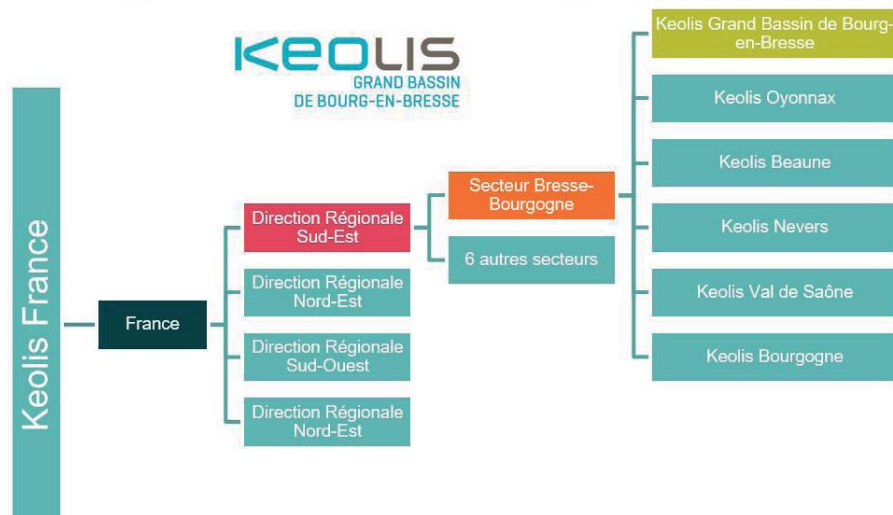 KEOLIS
GRAND BASSIN
DE BOURG-EN-BRESSE
Keolis France
France
Direction Régionale
Sud-Est
Direction Régionale
Nord-Est
Direction Régionale
Sud-Ouest
Direction Régionale
Nord-Est
Secteur Bresse-
Bourgogne
6 autres secteurs
Keolis Grand Bassin de Bourg-
en-Bresse
Keolis Oyonnax
Keolis Beaune
Keolis Nevers
Keolis Val de Saône
Keolis Bourgogne